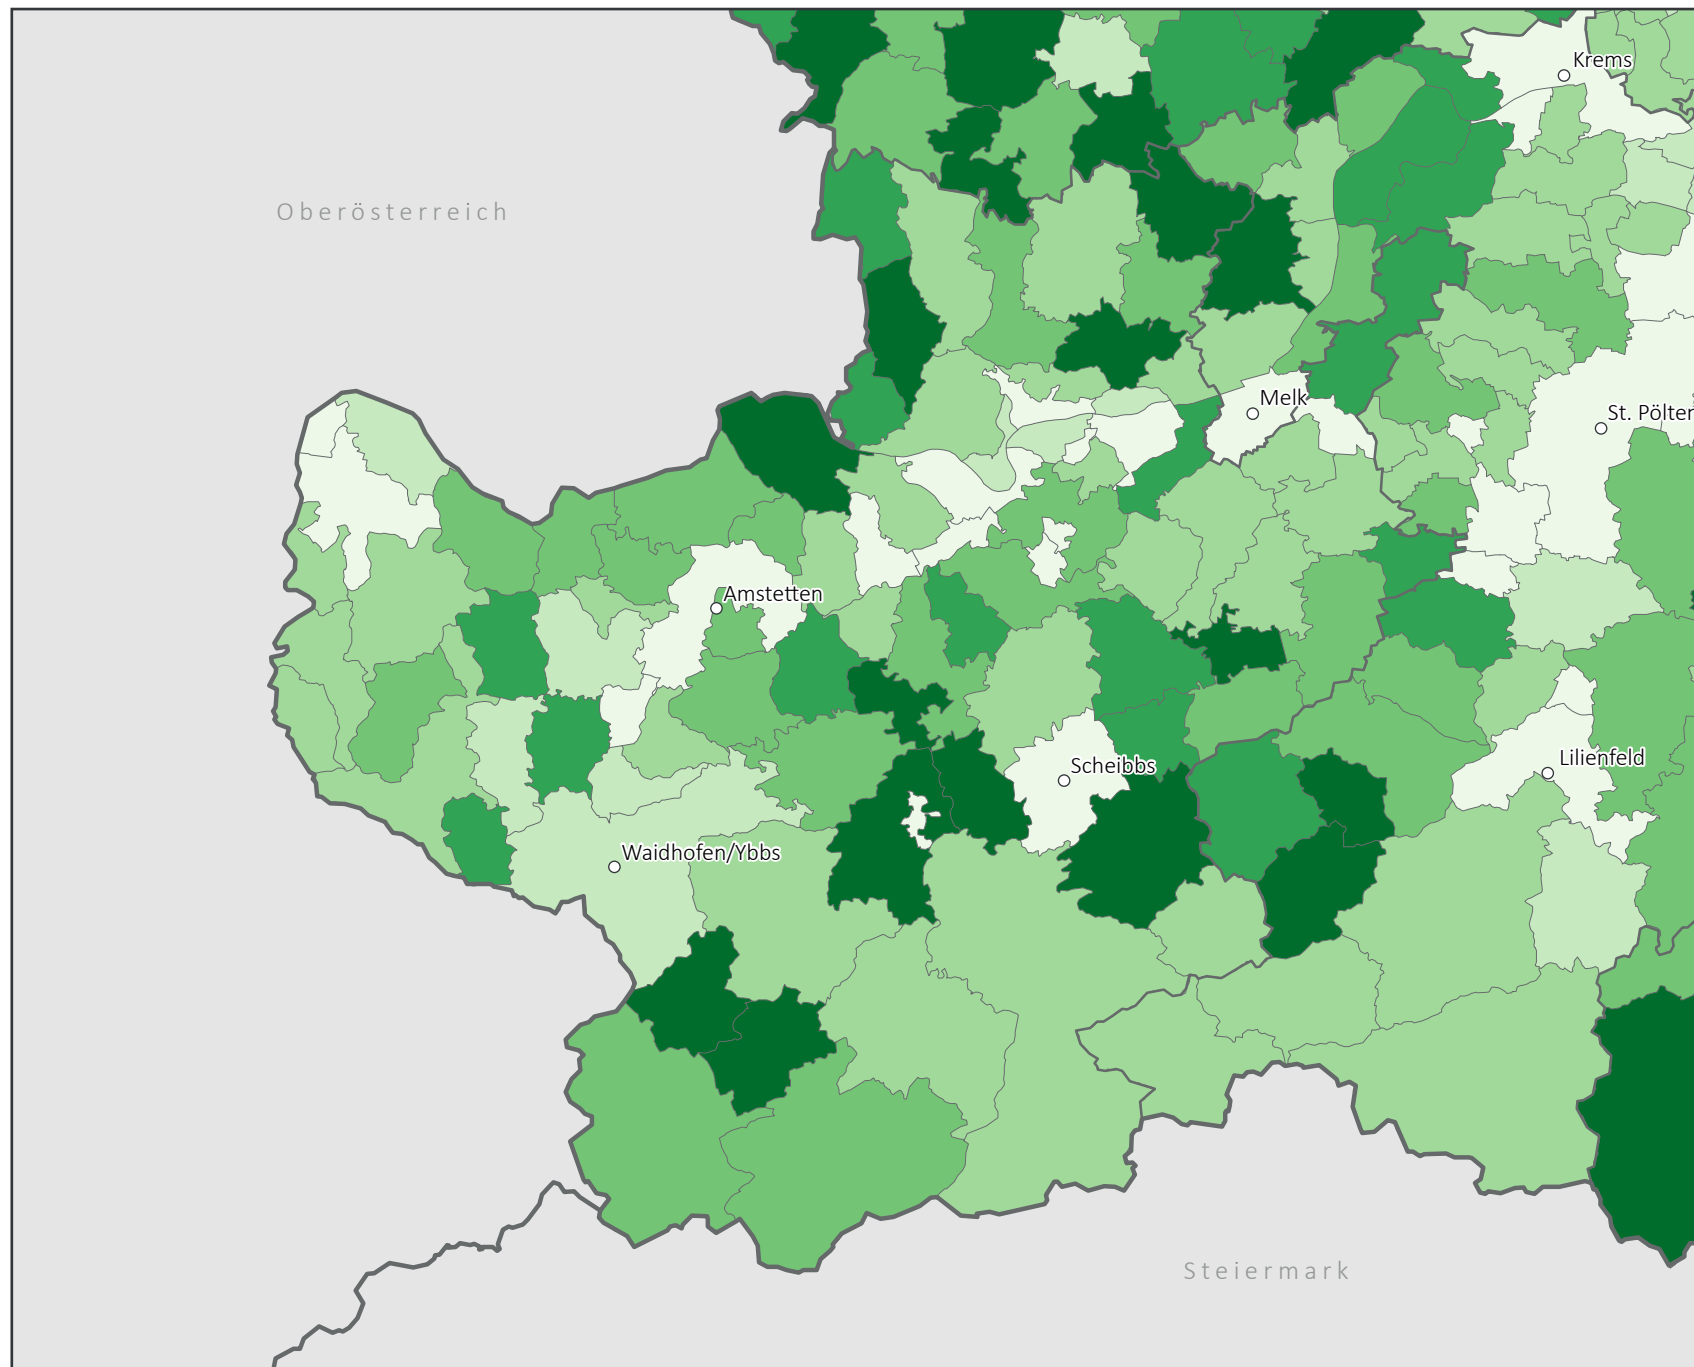 Krems
Oberösterreich
Melk
St. Pölten
Amstetten
Lilienfeld
Scheibbs
Waidhofen/Ybbs
Steiermark